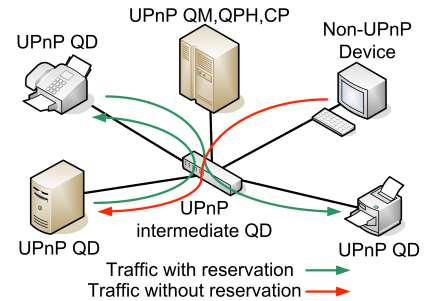 UPnP QM,QPH,CP
UPnP QD
Non-UPnP
Device
UPnP
intermediate QD
UPnP QD
UPnP QD
Traffic with reservation
Traffic without reservation